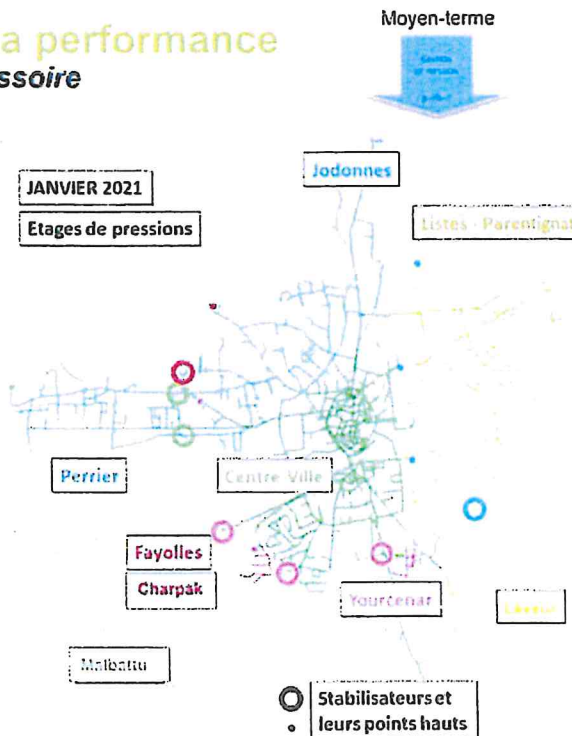 a performance
ssoire
Moyen-terme
JANVIER 2021
Etages de pressions
Jodonnes
Listes - Parentignat
Perrier
Centre Ville
Fayolles
Charpak
Yourcenar
Malbattu
Stabilisateurs et
leurs points hauts